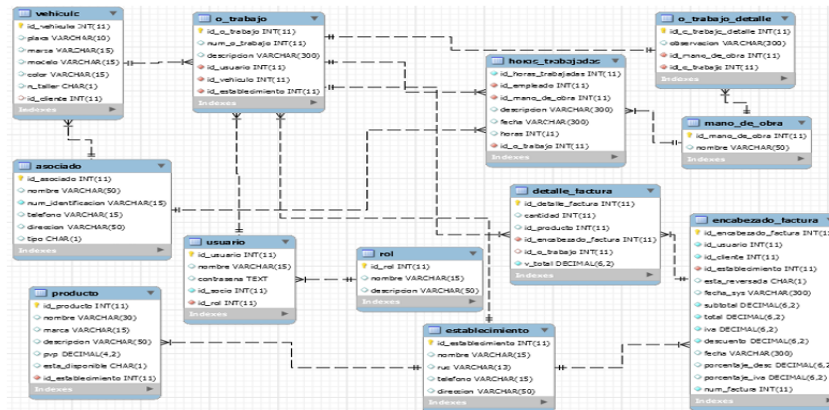 vehiculo
id_vehiculo INT(11)
placa VARCHAR(10)
marca VARCHAR(15)
modelo VARCHAR(15)
color VARCHAR(15)
n_taller CHAR(1)
id_cliente INT(11)
Indexes
o_trabajo
id_o_trabajo INT(11)
num_o_trabajo INT(11)
descripcion VARCHAR(300)
id_usuario INT(11)
id_vehiculo INT(11)
id_establecimiento INT(11)
Indexes
horas_trabajadas
id_horas_trabajadas INT(11)
id_empleado INT(11)
id_mano_de_obra INT(11)
descripcion VARCHAR(300)
fecha VARCHAR(300)
horas INT(11)
id_o_trabajo INT(11)
Indexes
o_trabajo_detalle
id_o_trabajo_detalle INT(11)
observacion VARCHAR(300)
id_mano_de_obra INT(11)
id_o_trabajo INT(11)
Indexes
mano_de_obra
id_mano_de_obra INT(11)
nombre VARCHAR(50)
Indexes
asociado
id_asociado INT(11)
nombre VARCHAR(50)
num_identificacion VARCHAR(15)
telefono VARCHAR(15)
direccion VARCHAR(50)
tipo CHAR(1)
Indexes
usuario
id_usuario INT(11)
nombre VARCHAR(15)
contrasena TEXT
id_socio INT(11)
id_rol INT(11)
Indexes
rol
id_rol INT(11)
nombre VARCHAR(15)
descripcion VARCHAR(50)
Indexes
detalle_factura
id_detalle_factura INT(11)
cantidad INT(11)
id_producto INT(11)
id_encabezado_factura INT(11)
id_o_trabajo INT(11)
v_total DECIMAL(6,2)
Indexes
encabezado_factura
id_encabezado_factura INT(11)
id_usuario INT(11)
id_cliente INT(11)
id_establecimiento INT(11)
esta_reversada CHAR(1)
fecha_sys VARCHAR(300)
subtotal DECIMAL(6,2)
total DECIMAL(6,2)
iva DECIMAL(6,2)
descuento DECIMAL(6,2)
fecha VARCHAR(300)
porcentaje_desc DECIMAL(6,2)
porcentaje_iva DECIMAL(6,2)
num_factura INT(11)
Indexes
producto
id_producto INT(11)
nombre VARCHAR(30)
marca VARCHAR(15)
descripcion VARCHAR(50)
pvp DECIMAL(4,2)
esta_disponible CHAR(1)
id_establecimiento INT(11)
Indexes
establecimiento
id_establecimiento INT(11)
nombre VARCHAR(15)
ruc VARCHAR(13)
telefono VARCHAR(15)
direccion VARCHAR(50)
Indexes